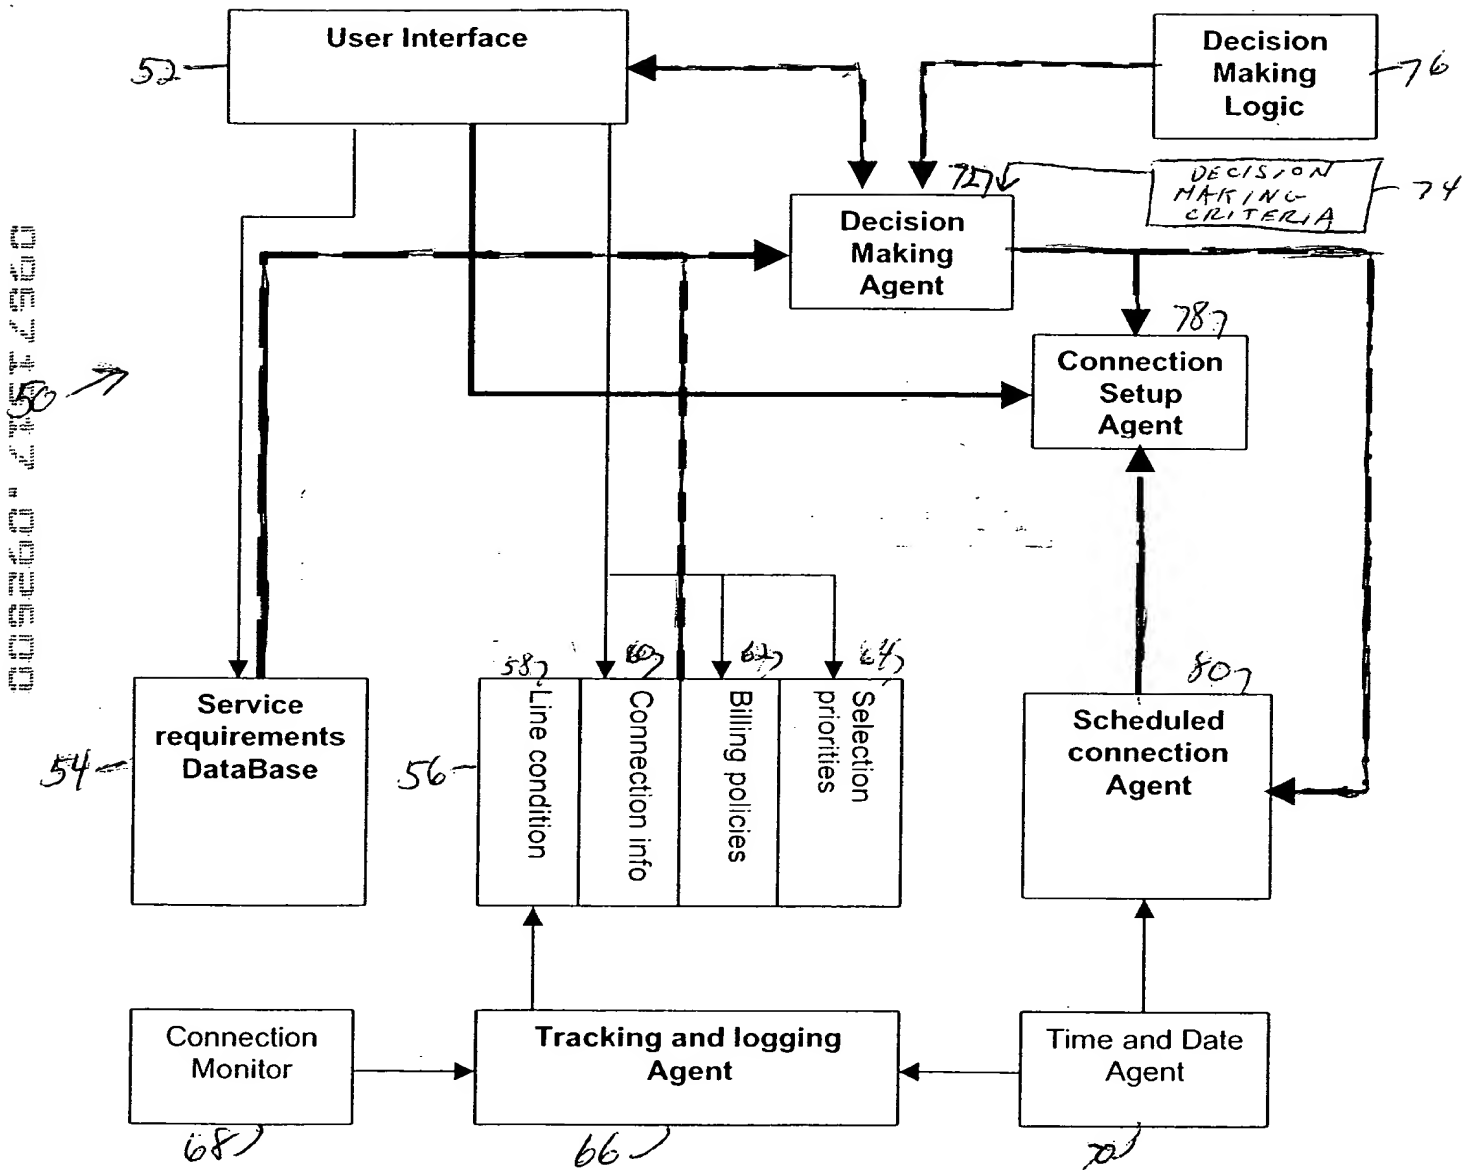 User Interface
52
Decision
Making
Logic
76
72
DECISION
MAKING
CRITERIA
74
Decision
Making
Agent
78
Connection
Setup
Agent
50
09671517.092600
Service
requirements
DataBase
54
56
58
Line condition
60
Connection info
62
Billing policies
64
Selection
priorities
80
Scheduled
connection
Agent
Connection
Monitor
68
Tracking and logging
Agent
66
Time and Date
Agent
70